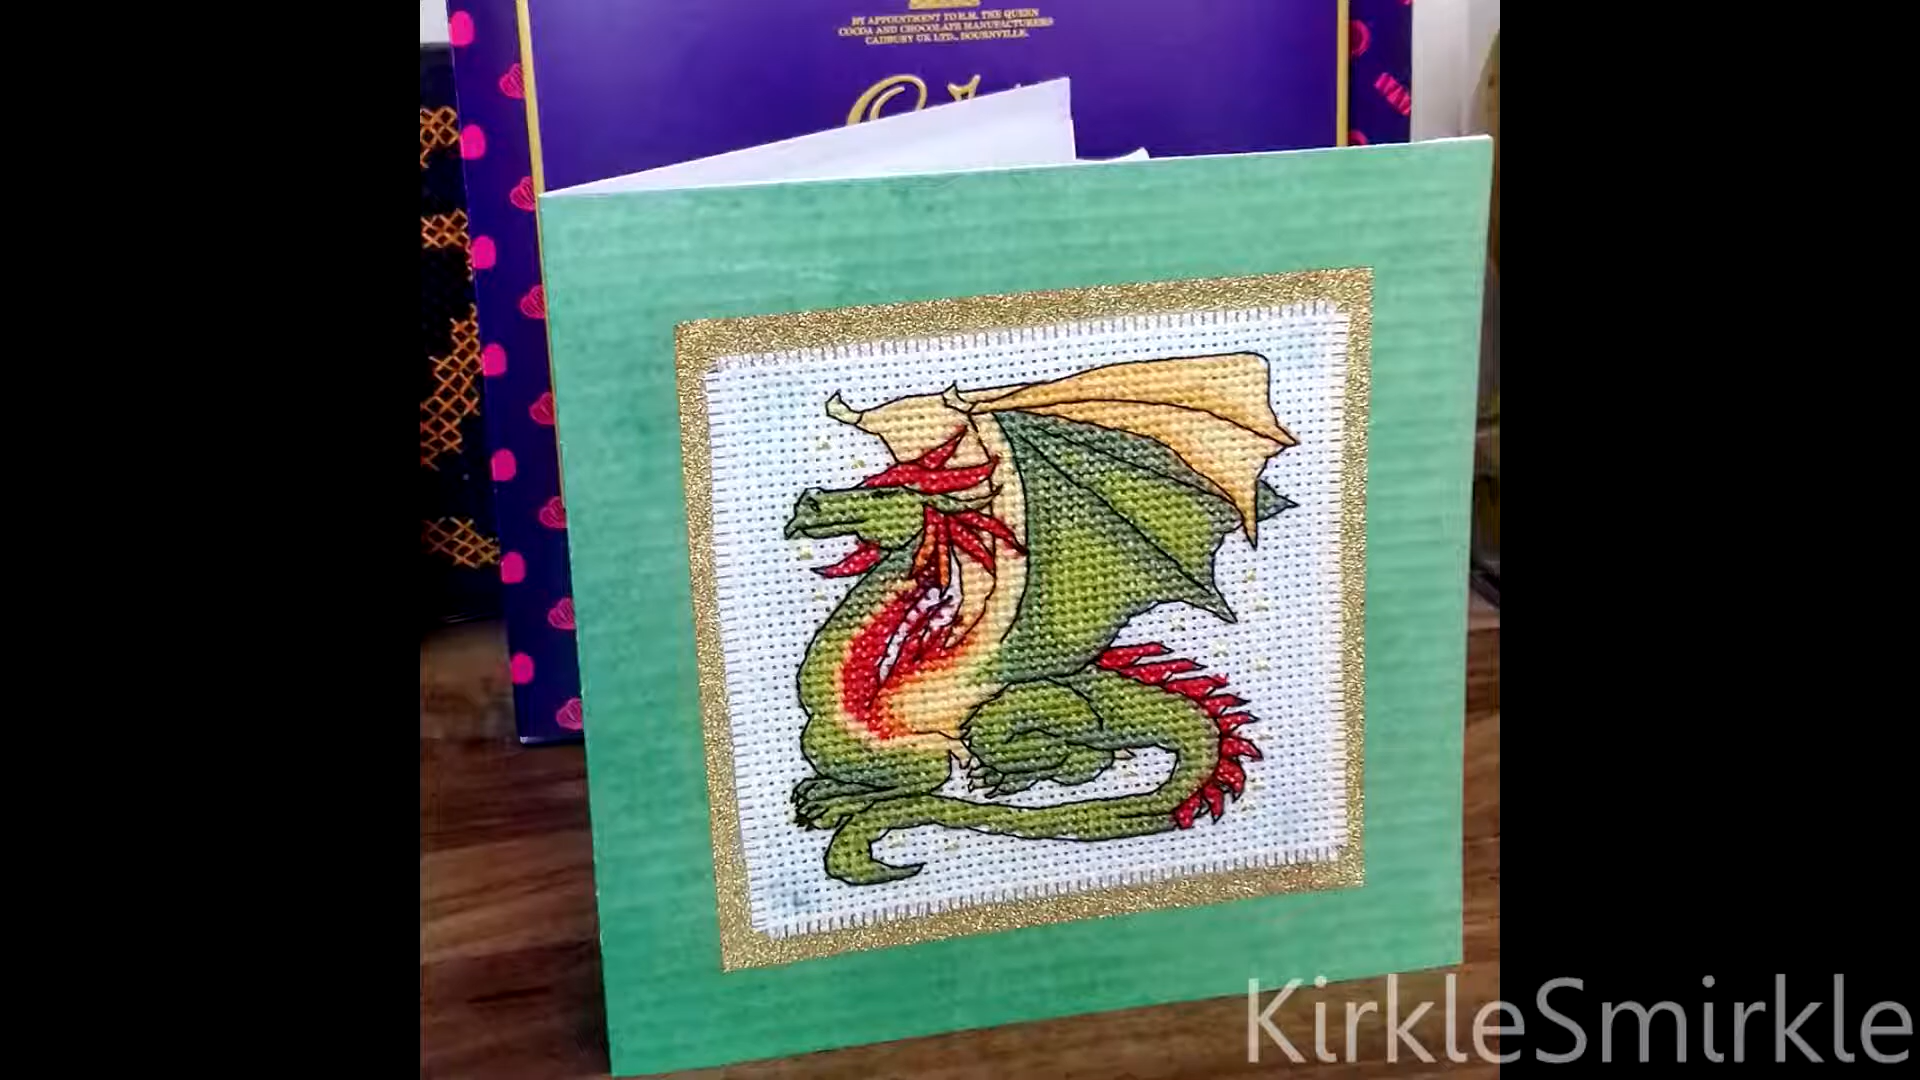 BY APPOINTMENT TO H.M. THE QUEEN
COCOA AND CHOCOLATE MANUFACTURERS
CADBURY UK LTD., BOURNVILLE.
KirkleSmirkle